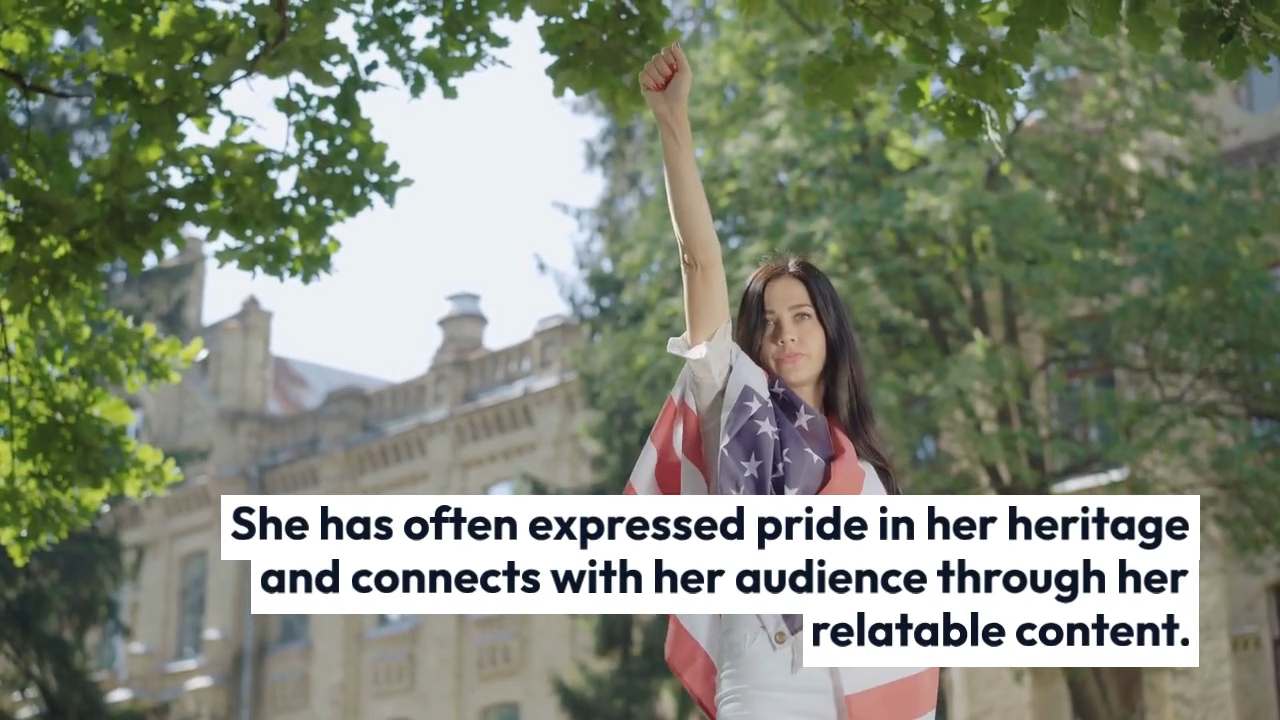 She has often expressed pride in her heritage
and connects with her audience through her
relatable content.